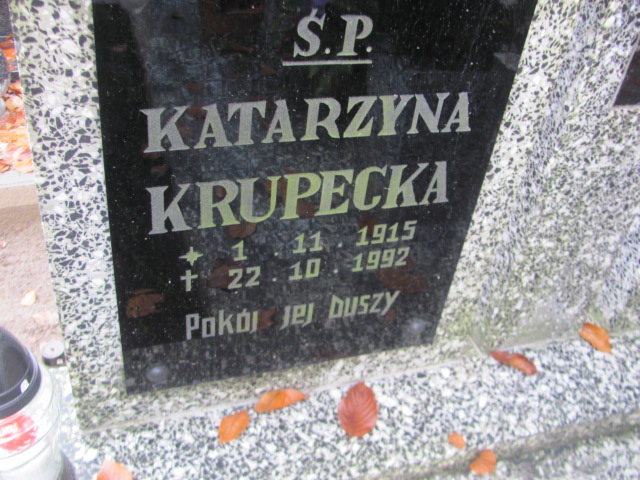 Ś.P.
KATARZYNA
KRUPECKA
1 . 11 . 1915
† 22 . 10 . 1992
Pokój jej Duszy